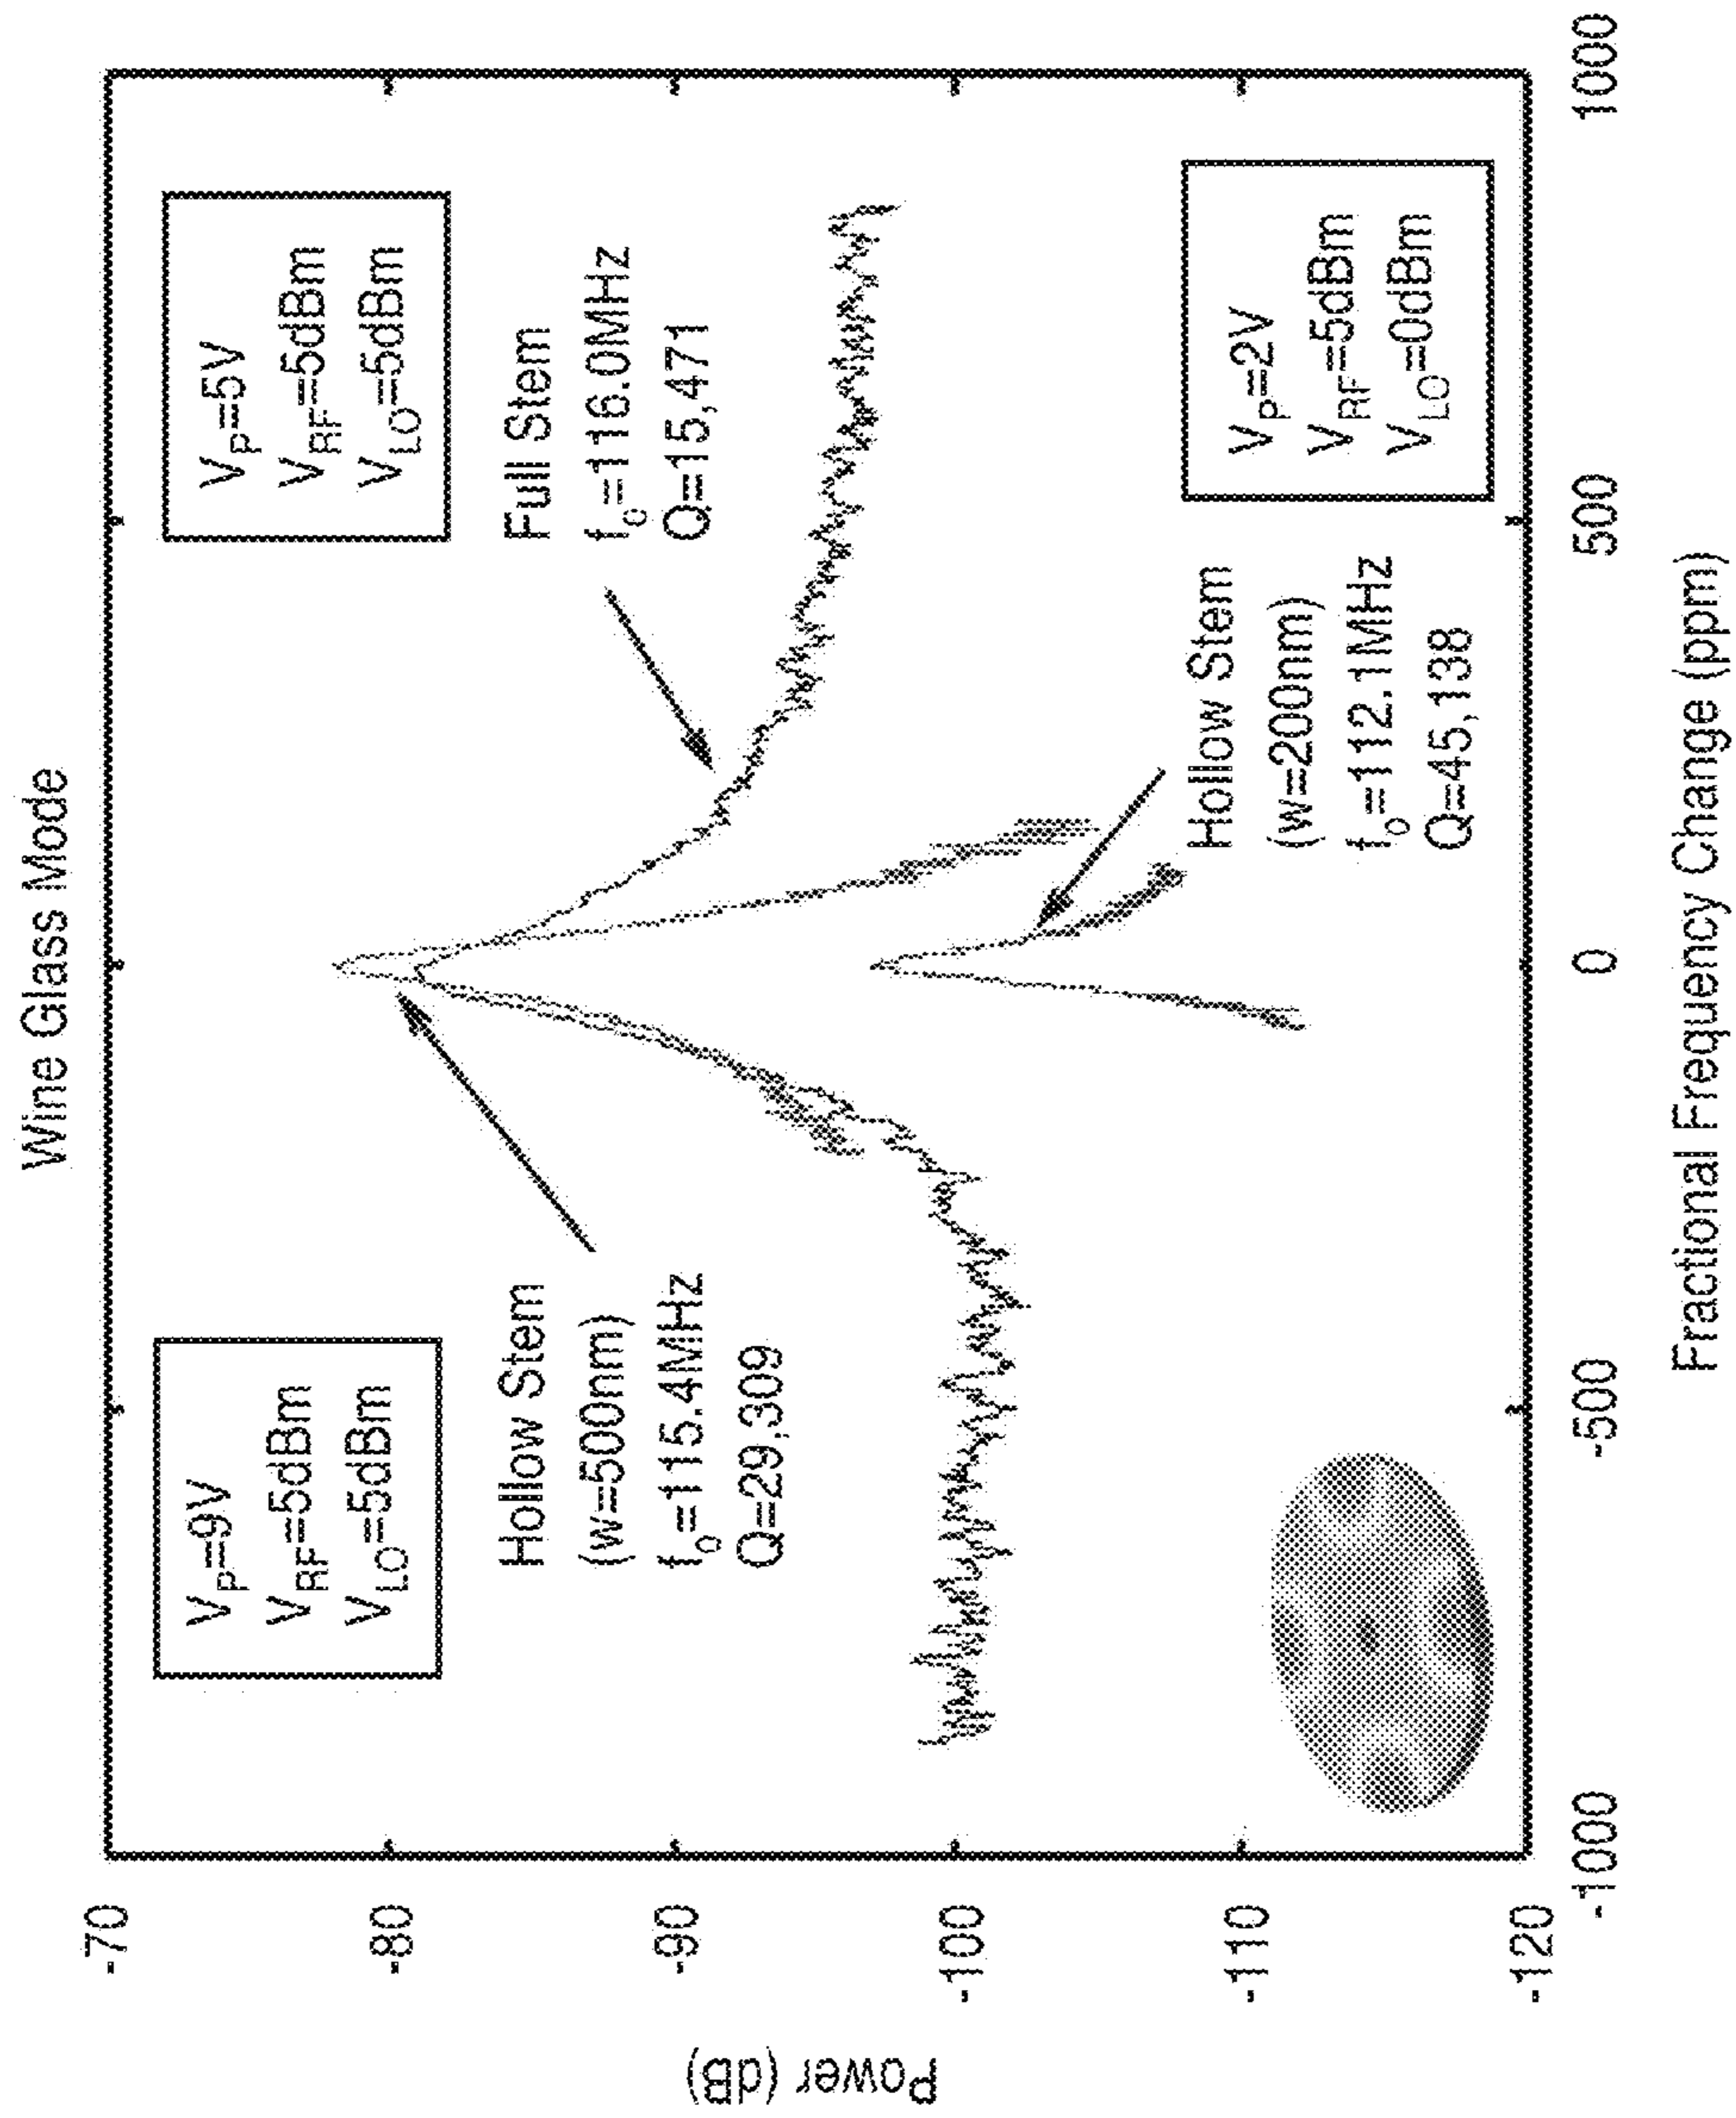 Wine Glass Mode
V_P=9V
V_RF=5dBm
V_LO=5dBm
V_P=5V
V_RF=5dBm
V_LO=5dBm
Hollow Stem
(w=500nm)
f_o=115.4MHz
Q=29,309
Full Stem
f_o=116.0MHz
Q=15,471
Hollow Stem
(w=200nm)
f_o=112.1MHz
Q=45,138
V_P=2V
V_RF=5dBm
V_LO=0dBm
Power (dB)
-70
-80
-90
-100
-110
-120
-1000
-500
0
500
1000
Fractional Frequency Change (ppm)